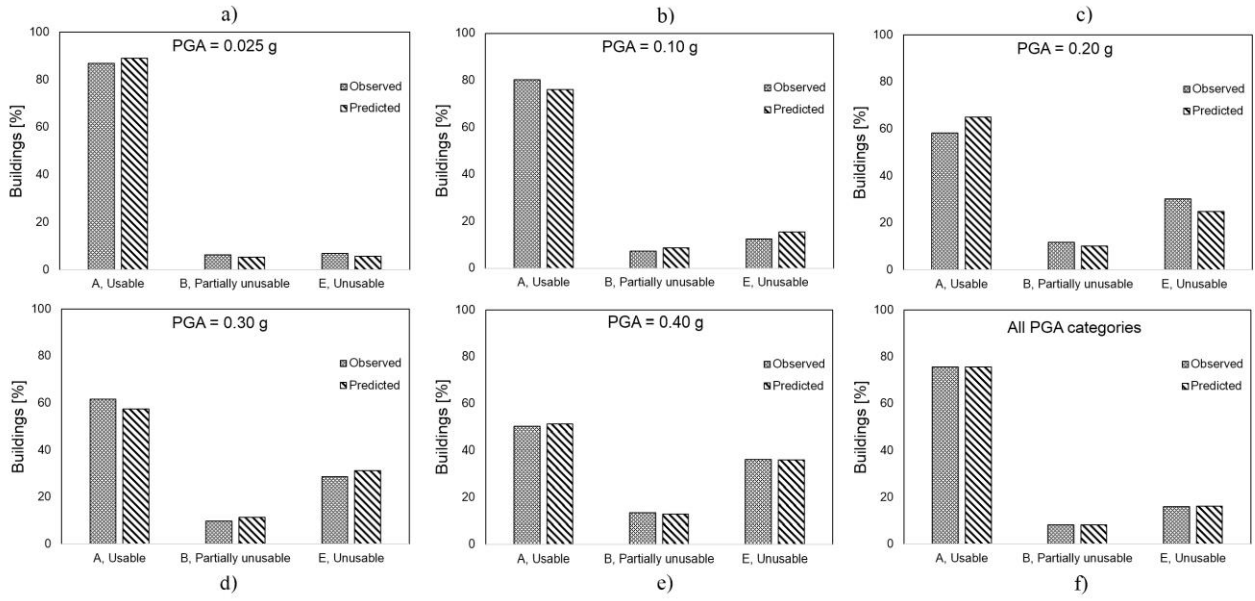 a)
b)
c)
PGA = 0.025 g
Observed
Predicted
Buildings [%]
100
80
60
40
20
0
A, Usable
B, Partially unusable
E, Unusable
PGA = 0.10 g
Observed
Predicted
Buildings [%]
100
80
60
40
20
0
A, Usable
B, Partially unusable
E, Unusable
PGA = 0.20 g
Observed
Predicted
Buildings [%]
100
80
60
40
20
0
A, Usable
B, Partially unusable
E, Unusable
PGA = 0.30 g
Observed
Predicted
Buildings [%]
100
80
60
40
20
0
A, Usable
B, Partially unusable
E, Unusable
PGA = 0.40 g
Observed
Predicted
Buildings [%]
100
80
60
40
20
0
A, Usable
B, Partially unusable
E, Unusable
All PGA categories
Observed
Predicted
Buildings [%]
100
80
60
40
20
0
A, Usable
B, Partially unusable
E, Unusable
d)
e)
f)